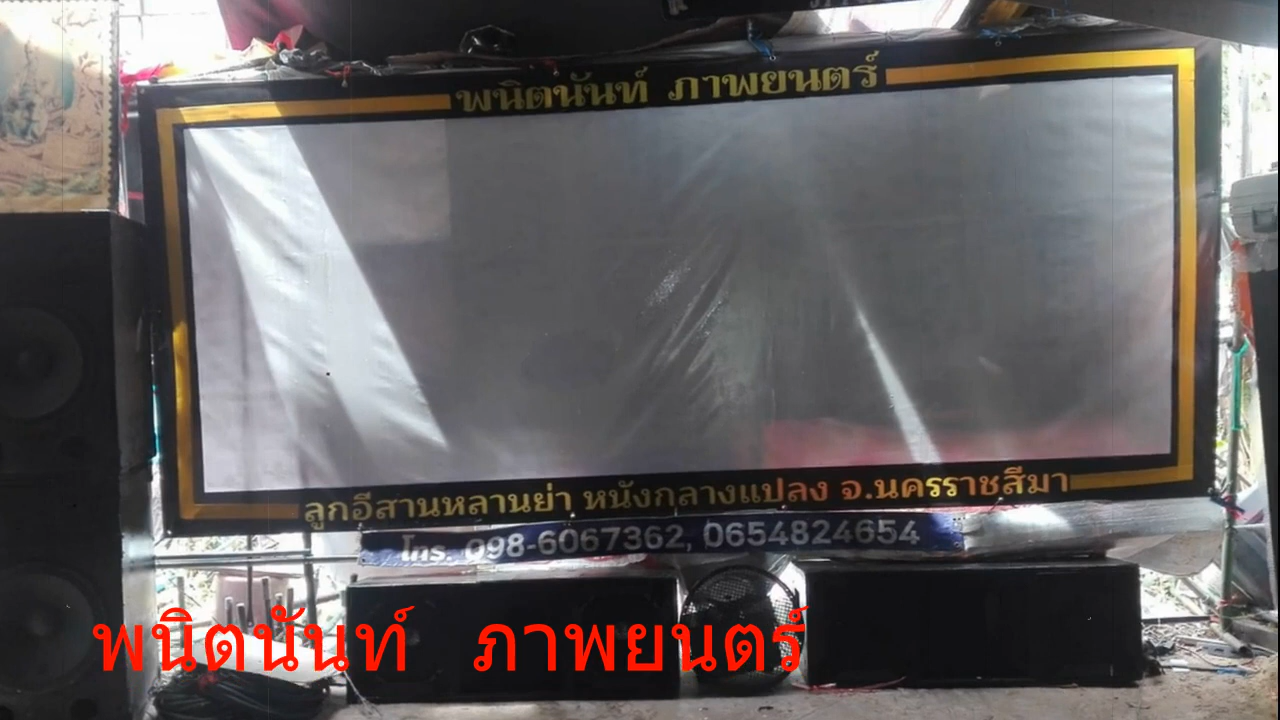 พนิตนันท์ ภาพยนตร์
ลูกอีสานหลานย่า หนังกลางแปลง จ.นครราชสีมา
โทร. 098-6067362, 0654824654
พนิตนันท์ ภาพยนตร์